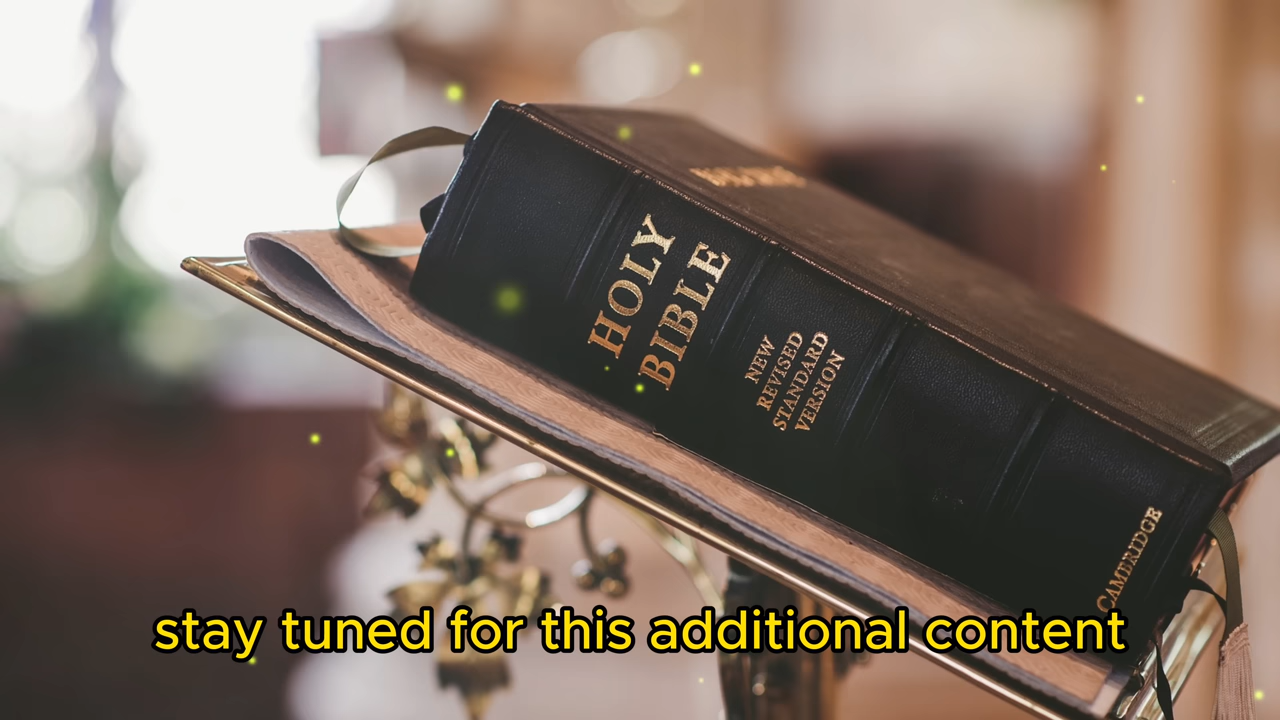 HOLY
BIBLE
NEW
REVISED
STANDARD
VERSION
CAMBRIDGE
stay tuned for this additional content